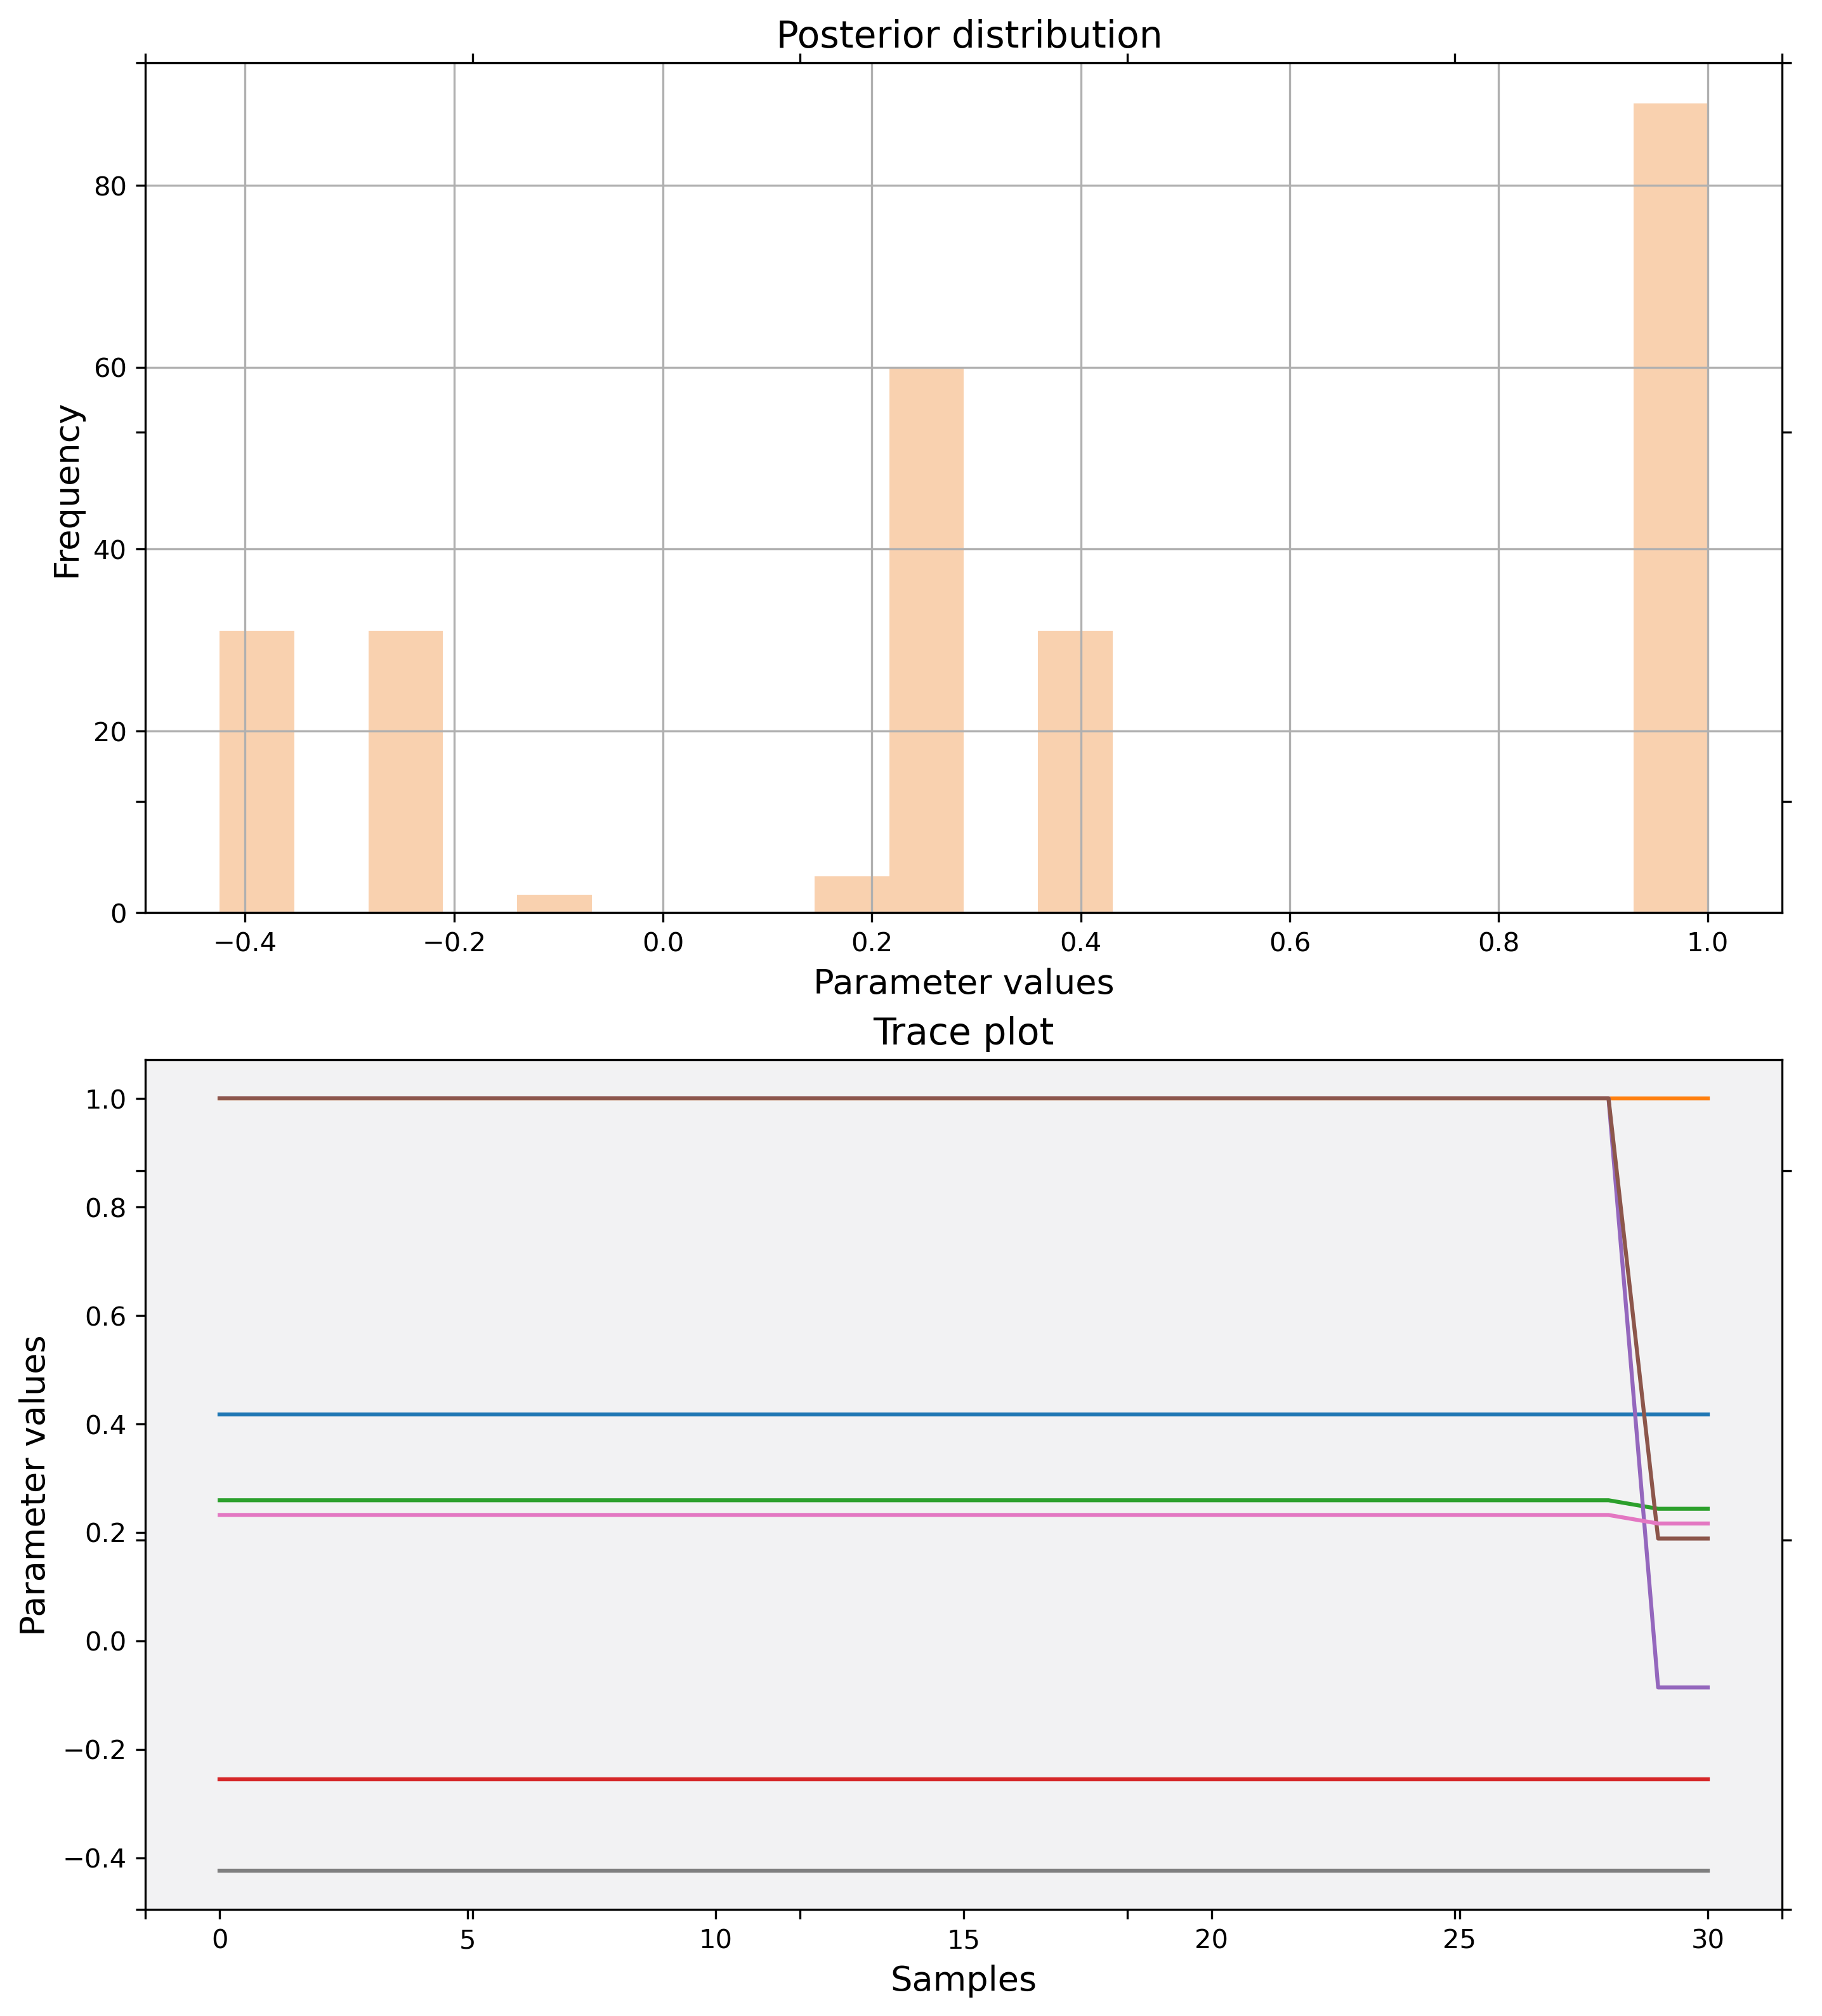 Posterior distribution
80
60
40
20
0
Frequency
−0.4 −0.2 0.0 0.2 0.4 0.6 0.8 1.0
Parameter values
Trace plot
1.0
0.8
0.6
0.4
0.2
0.0
−0.2
−0.4
Parameter values
0 5 10 15 20 25 30
Samples